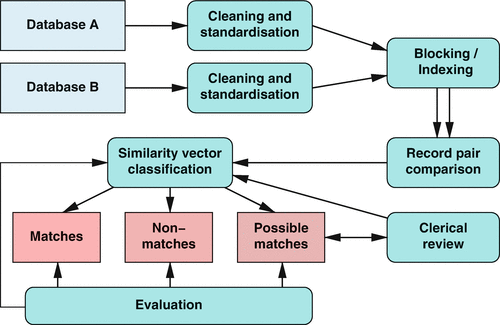 Database A
Cleaning and
standardisation
Database B
Cleaning and
standardisation
Blocking /
Indexing
Similarity vector
classification
Record pair
comparison
Matches
Non–
matches
Possible
matches
Clerical
review
Evaluation